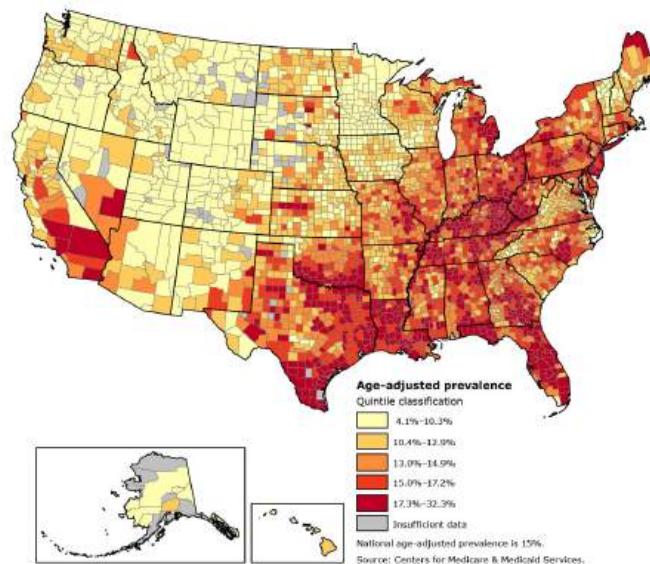 Age-adjusted prevalence
Quintile classification
4.1%–10.3%
10.4%–12.9%
13.0%–14.9%
15.0%–17.2%
17.3%–32.3%
Insufficient data
National age-adjusted prevalence is 15%.
Source: Centers for Medicare & Medicaid Services.